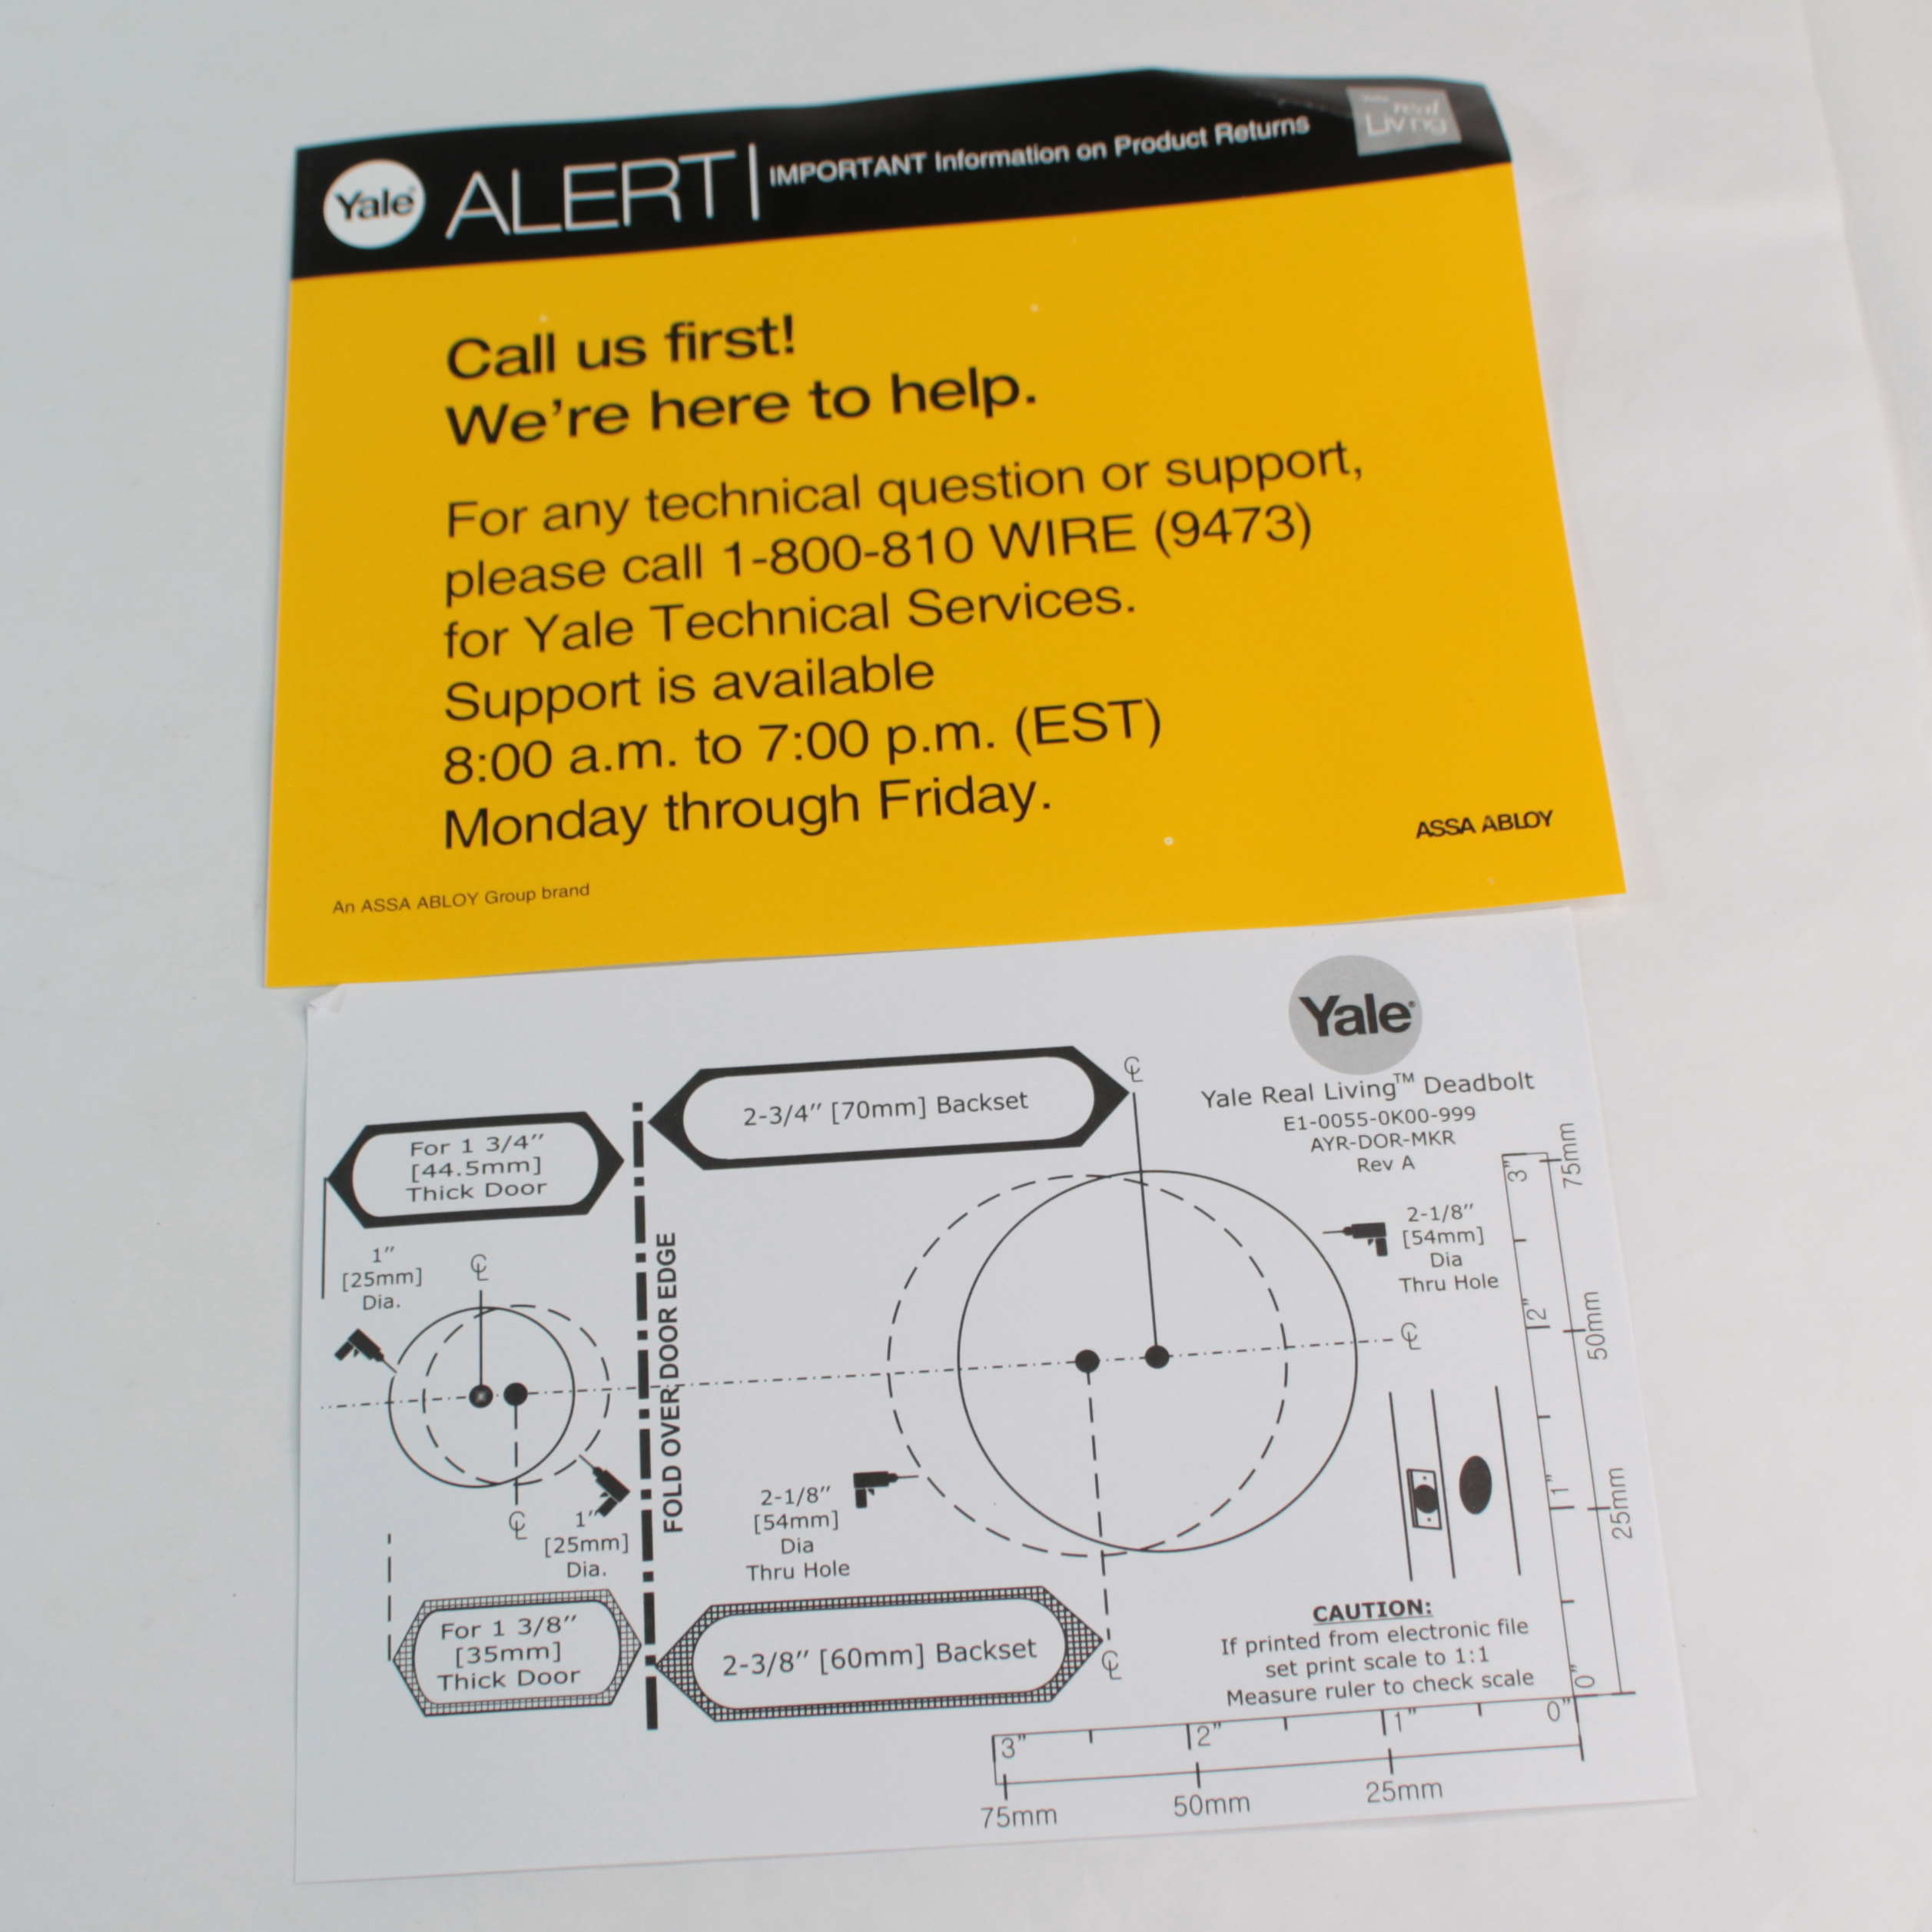 Yale ALERT | IMPORTANT Information on Product Returns
real
Living
Call us first!
We're here to help.
For any technical question or support,
please call 1-800-810 WIRE (9473)
for Yale Technical Services.
Support is available
8:00 a.m. to 7:00 p.m. (EST)
Monday through Friday.
ASSA ABLOY
An ASSA ABLOY Group brand
Yale®
Yale Real Living™ Deadbolt
E1-0055-0K00-999
AYR-DOR-MKR
Rev A
2-3/4" [70mm] Backset
℄
For 1 3/4"
[44.5mm]
Thick Door
1"
[25mm]
Dia.
℄
FOLD OVER DOOR EDGE
2-1/8"
[54mm]
Dia
Thru Hole
℄
℄
1"
[25mm]
Dia.
2-1/8"
[54mm]
Dia
Thru Hole
For 1 3/8"
[35mm]
Thick Door
2-3/8" [60mm] Backset
℄
CAUTION:
If printed from electronic file
set print scale to 1:1
Measure ruler to check scale
3"
75mm
2"
50mm
1"
25mm
0"
3"
2"
1"
0"
75mm
50mm
25mm